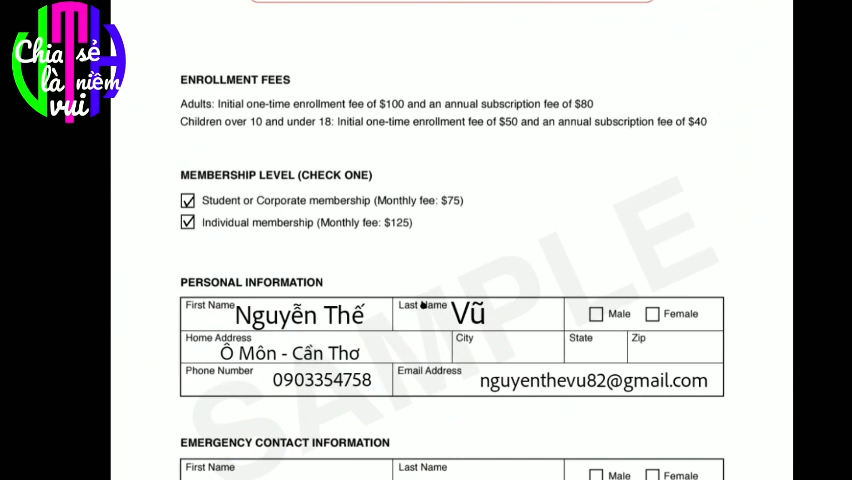 Chia sẻ
là niềm
vui
ENROLLMENT FEES
Adults: Initial one-time enrollment fee of $100 and an annual subscription fee of $80
Children over 10 and under 18: Initial one-time enrollment fee of $50 and an annual subscription fee of $40
MEMBERSHIP LEVEL (CHECK ONE)
Student or Corporate membership (Monthly fee: $75)
Individual membership (Monthly fee: $125)
SAMPLE
PERSONAL INFORMATION
First Name Nguyễn Thế Last Name Vũ Male Female
Home Address Ô Môn - Cần Thơ City State Zip
Phone Number 0903354758 Email Address nguyenthevu82@gmail.com
EMERGENCY CONTACT INFORMATION
First Name Last Name Male Female